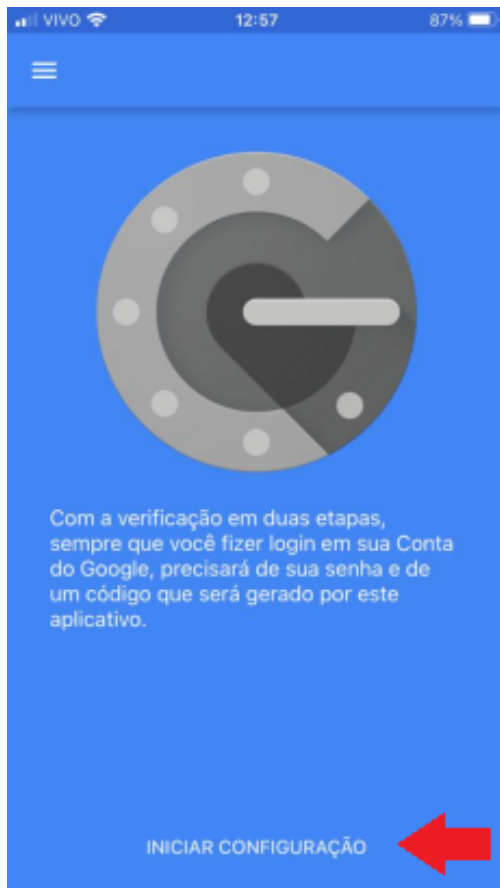 VIVO 12:57 87%
Com a verificação em duas etapas,
sempre que você fizer login em sua Conta
do Google, precisará de sua senha e de
um código que será gerado por este
aplicativo.
INICIAR CONFIGURAÇÃO